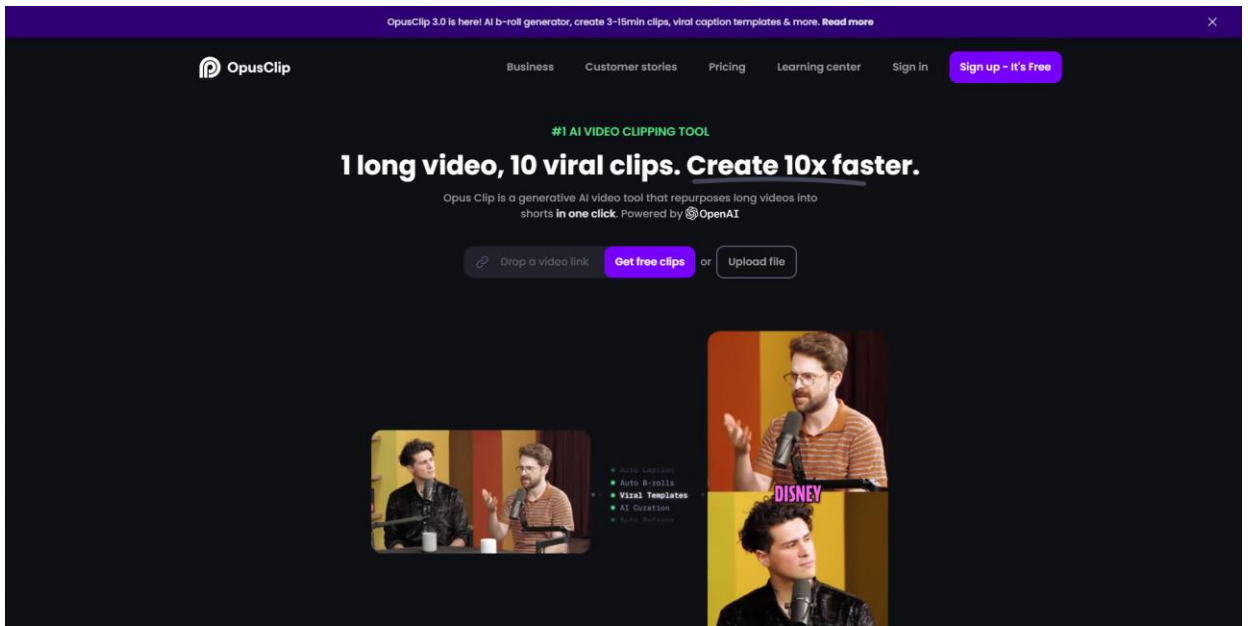 OpusClip 3.0 is here! AI b-roll generator, create 3-15min clips, viral caption templates & more. Read more
OpusClip
Business
Customer stories
Pricing
Learning center
Sign in
Sign up - It's Free
#1 AI VIDEO CLIPPING TOOL
1 long video, 10 viral clips. Create 10x faster.
Opus Clip is a generative AI video tool that repurposes long videos into
shorts in one click. Powered by OpenAI
Drop a video link
Get free clips
or
Upload file
Auto Caption
Auto B-rolls
Viral Templates
AI Curation
Auto Reframe
DISNEY